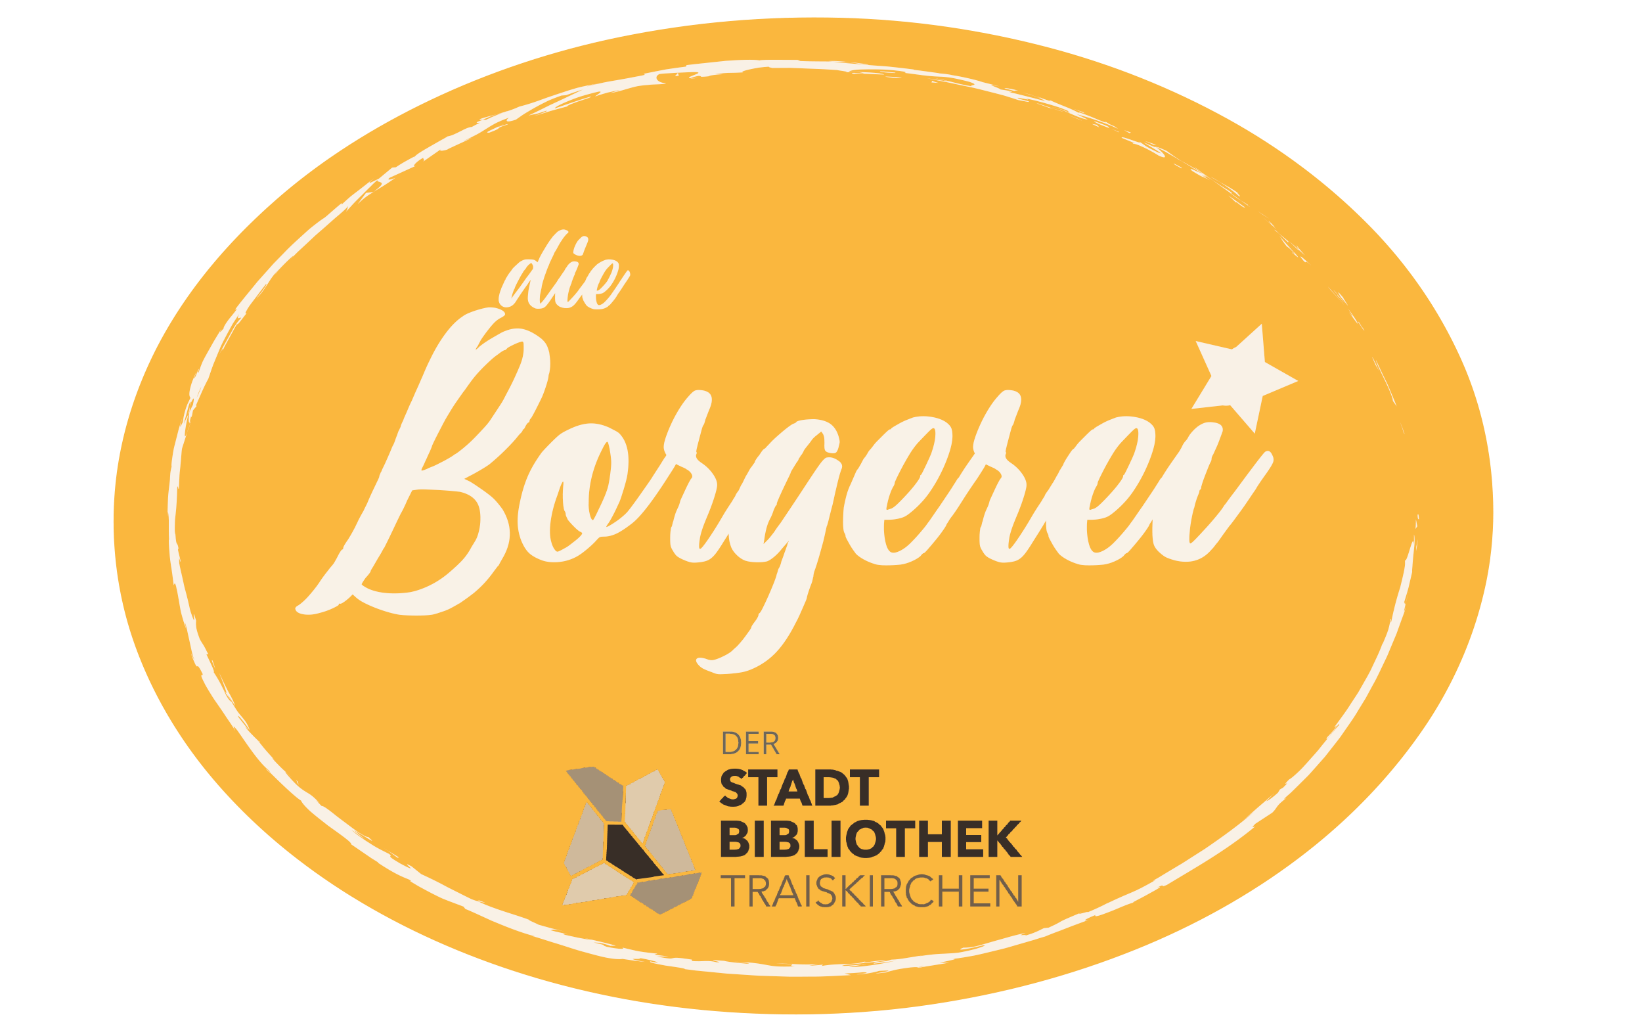 die
Borgerei
DER
STADT
BIBLIOTHEK
TRAISKIRCHEN